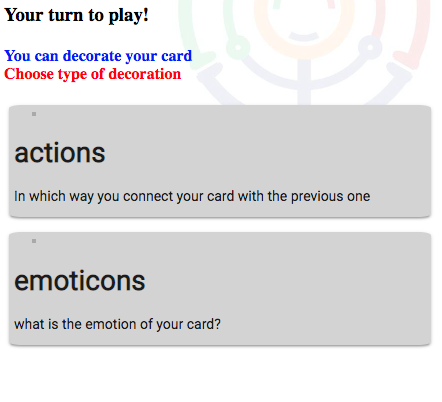 Your turn to play!
You can decorate your card
Choose type of decoration
actions
In which way you connect your card with the previous one
emoticons
what is the emotion of your card?